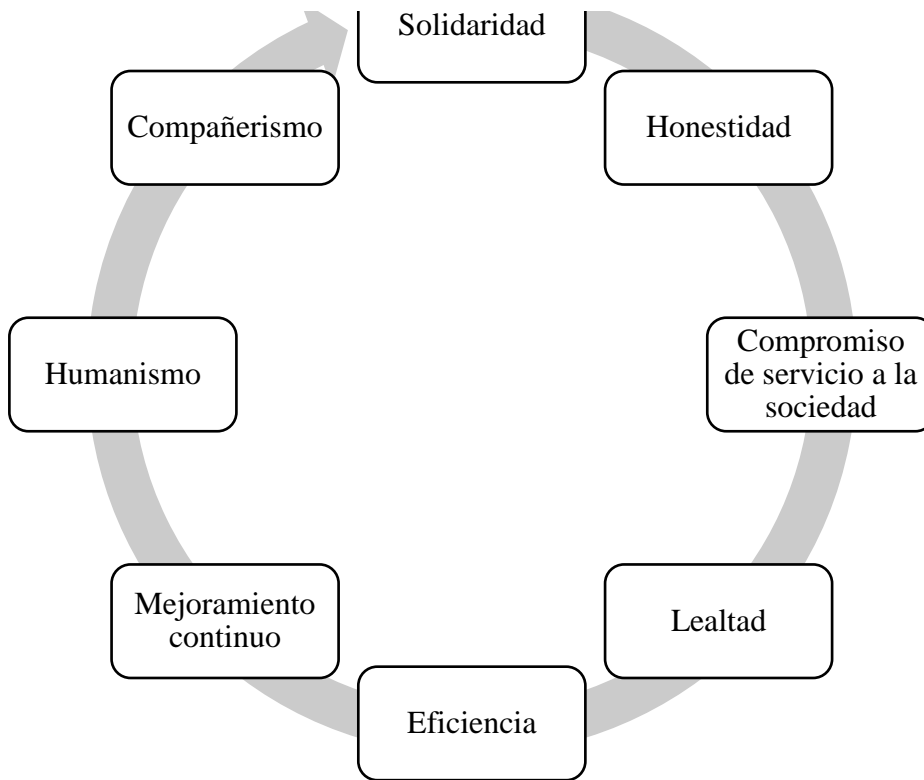 Solidaridad
Honestidad
Compromiso
de servicio a la
sociedad
Lealtad
Eficiencia
Mejoramiento
continuo
Humanismo
Compañerismo